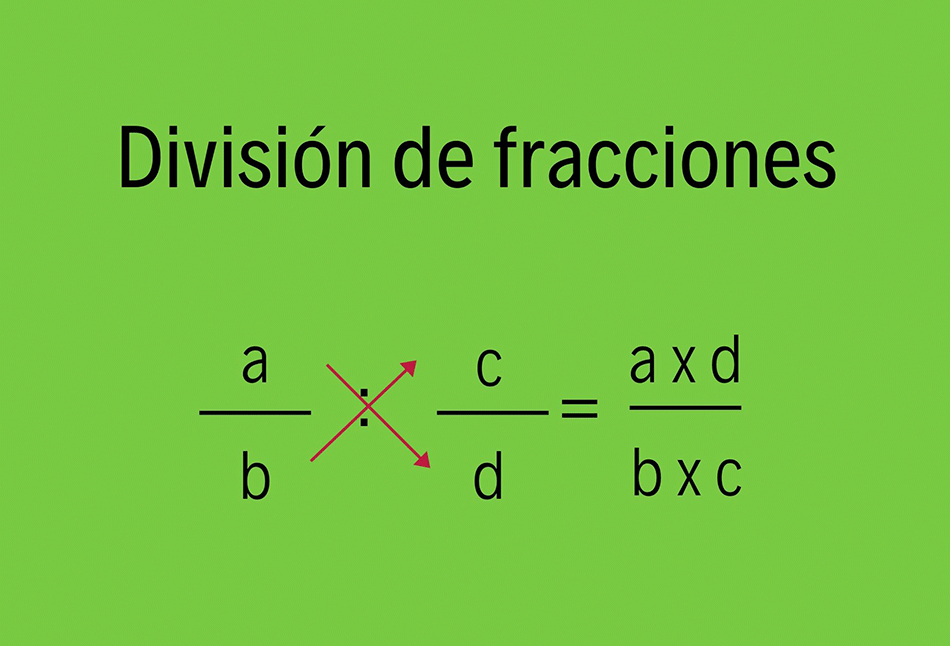 División de fracciones
a : c = a x d
b d b x c